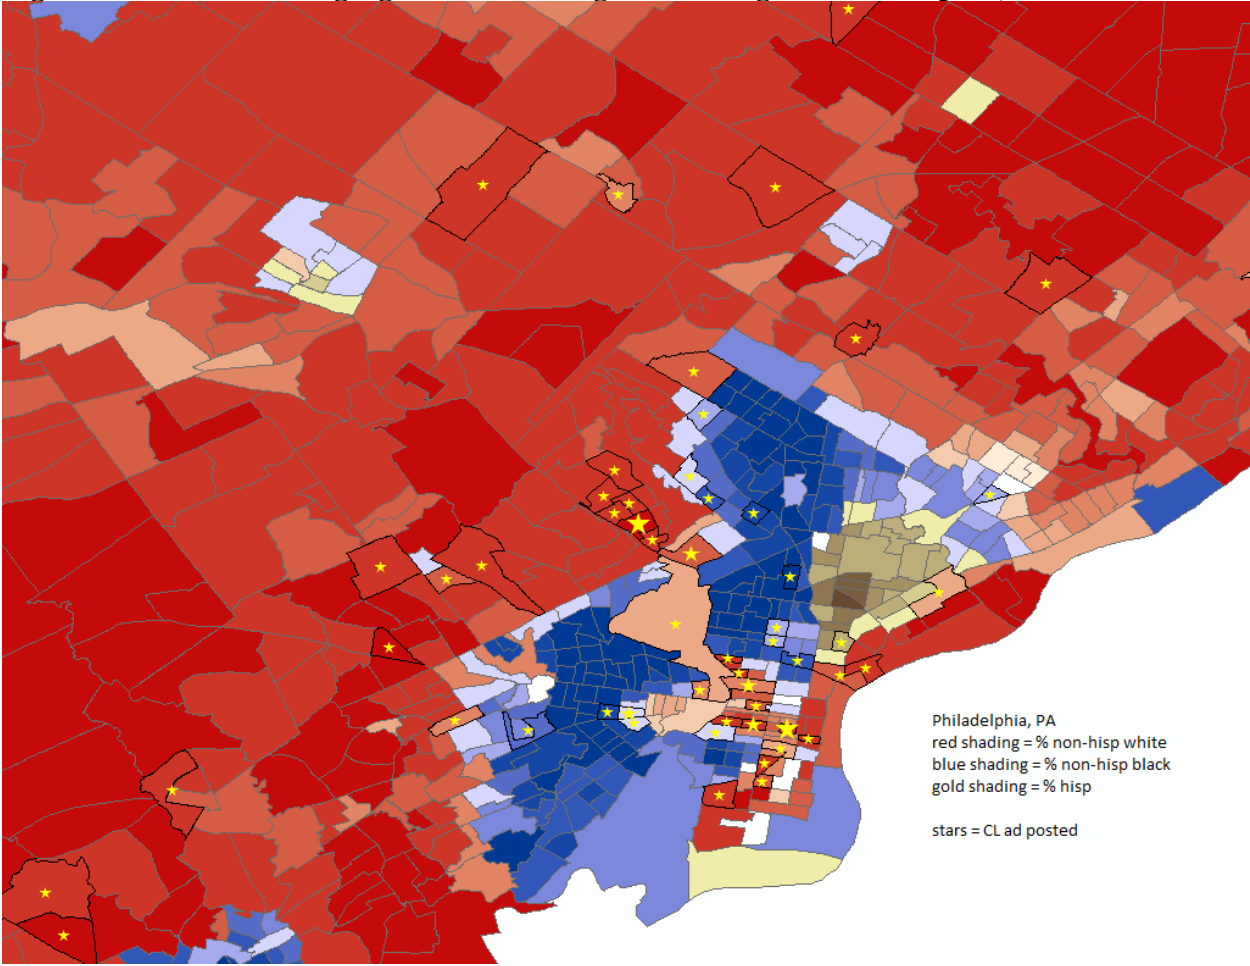 Philadelphia, PA
red shading = % non-hisp white
blue shading = % non-hisp black
gold shading = % hisp
stars = CL ad posted